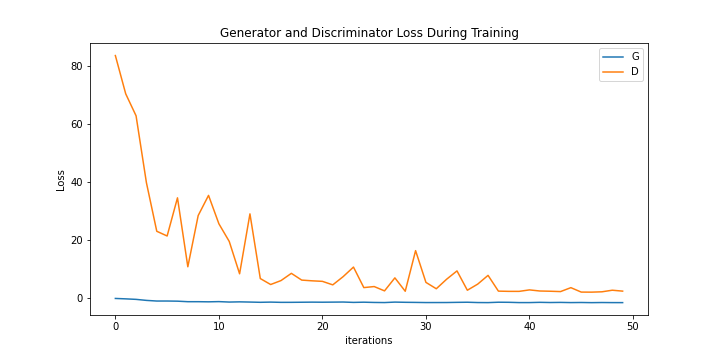 Generator and Discriminator Loss During Training
G
D
80
60
40
20
0
Loss
0 10 20 30 40 50
iterations